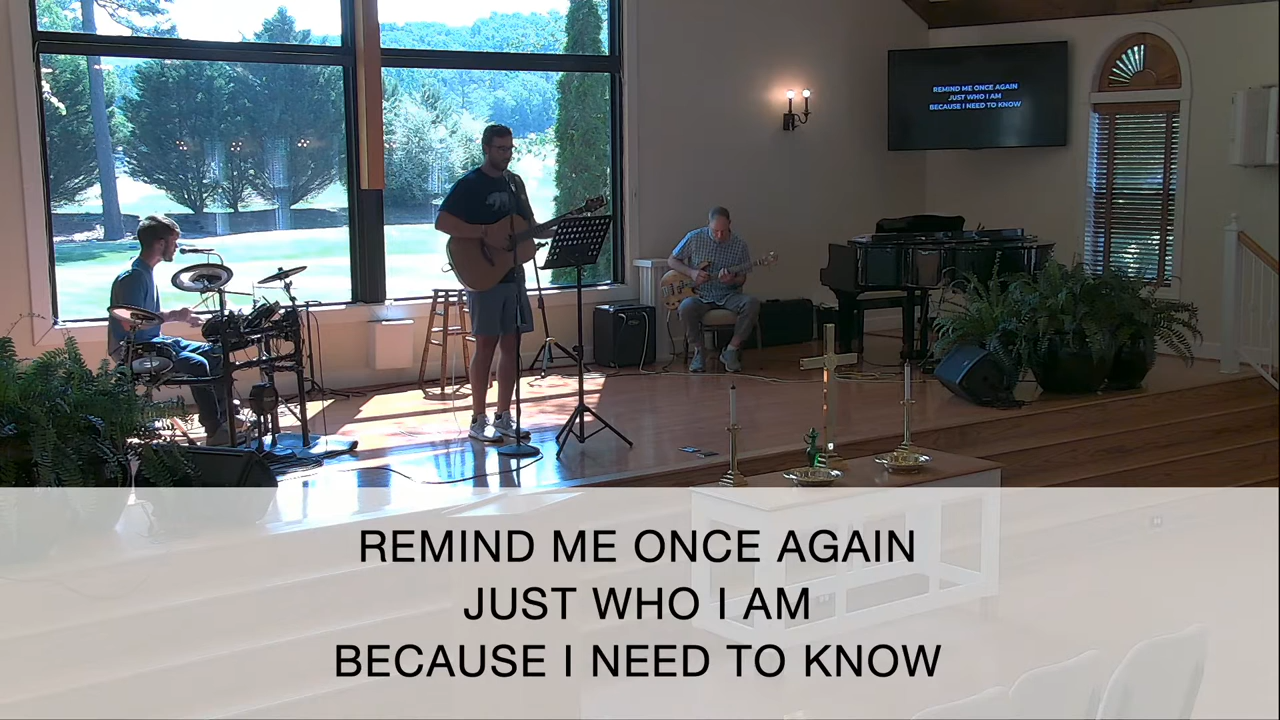 REMIND ME ONCE AGAIN
JUST WHO I AM
BECAUSE I NEED TO KNOW
REMIND ME ONCE AGAIN
JUST WHO I AM
BECAUSE I NEED TO KNOW